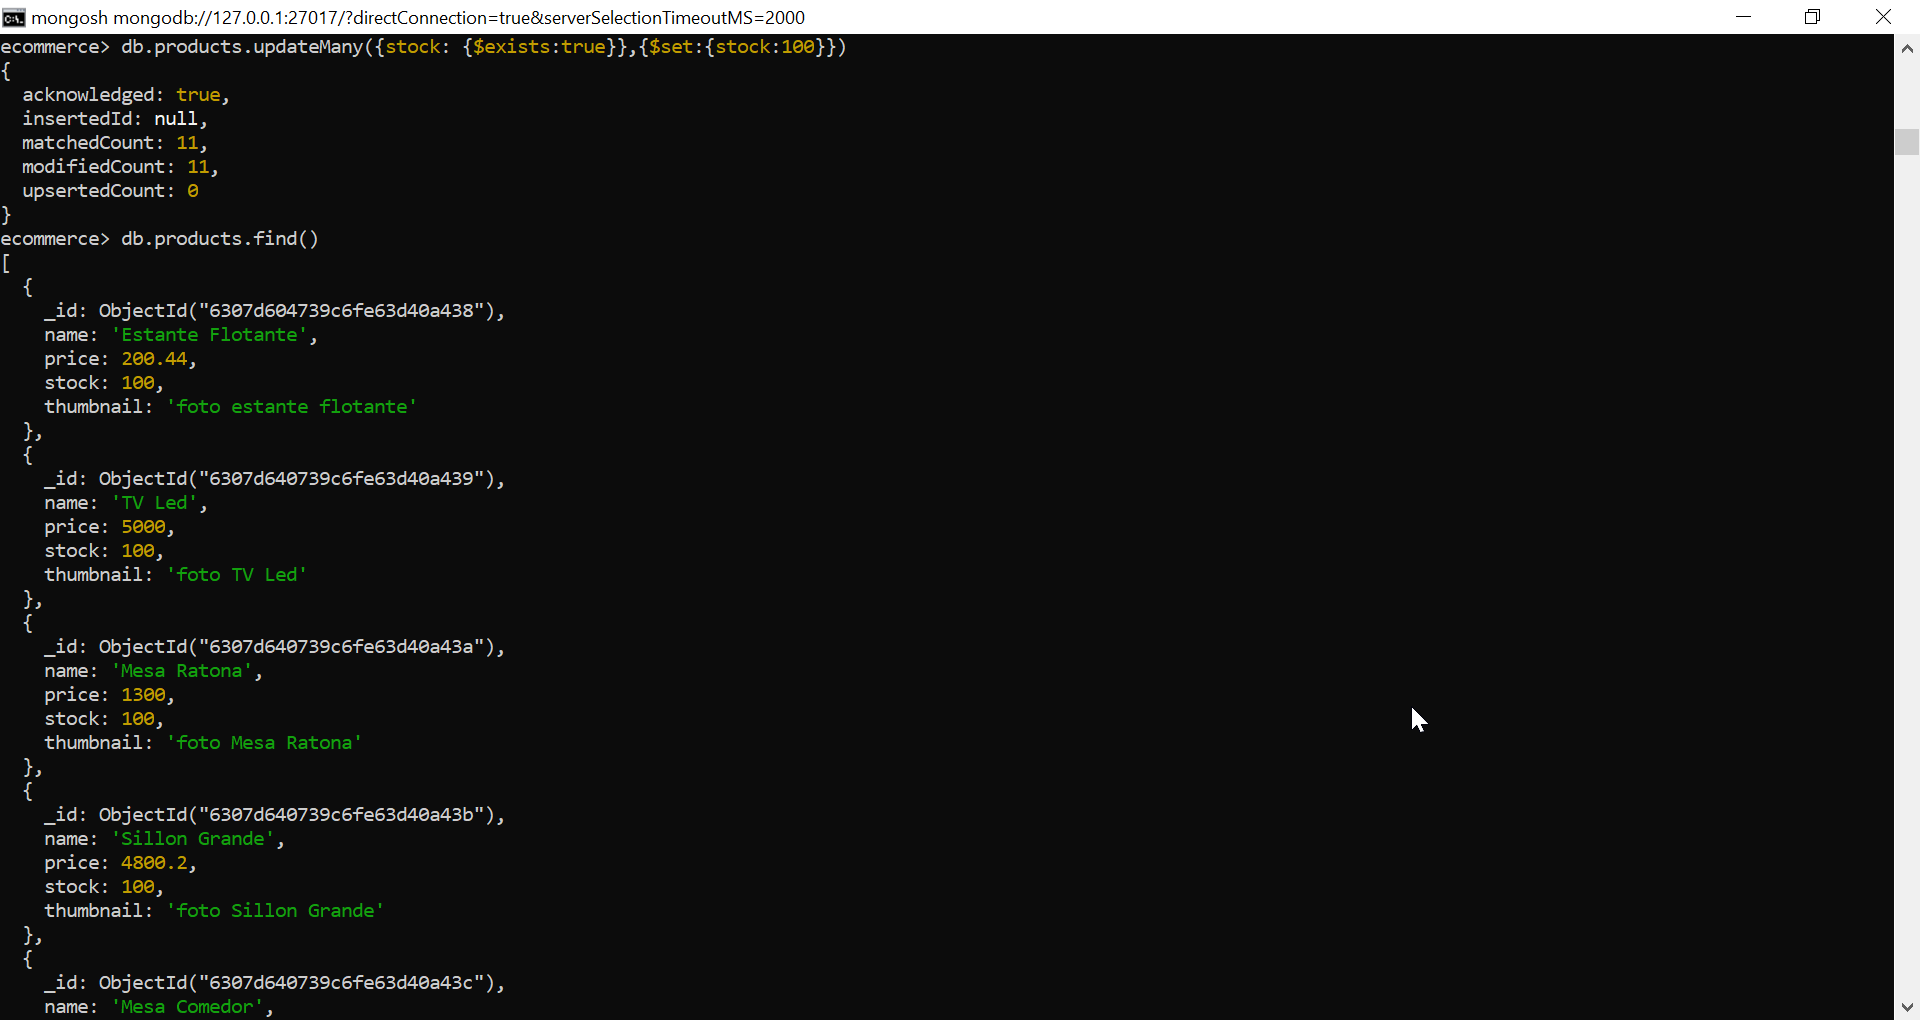 mongosh mongodb://127.0.0.1:27017/?directConnection=true&serverSelectionTimeoutMS=2000
ecommerce> db.products.updateMany({stock: {$exists:true}},{$set:{stock:100}})
{
  acknowledged: true,
  insertedId: null,
  matchedCount: 11,
  modifiedCount: 11,
  upsertedCount: 0
}
ecommerce> db.products.find()
[
  {
    _id: ObjectId("6307d604739c6fe63d40a438"),
    name: 'Estante Flotante',
    price: 200.44,
    stock: 100,
    thumbnail: 'foto estante flotante'
  },
  {
    _id: ObjectId("6307d640739c6fe63d40a439"),
    name: 'TV Led',
    price: 5000,
    stock: 100,
    thumbnail: 'foto TV Led'
  },
  {
    _id: ObjectId("6307d640739c6fe63d40a43a"),
    name: 'Mesa Ratona',
    price: 1300,
    stock: 100,
    thumbnail: 'foto Mesa Ratona'
  },
  {
    _id: ObjectId("6307d640739c6fe63d40a43b"),
    name: 'Sillon Grande',
    price: 4800.2,
    stock: 100,
    thumbnail: 'foto Sillon Grande'
  },
  {
    _id: ObjectId("6307d640739c6fe63d40a43c"),
    name: 'Mesa Comedor',